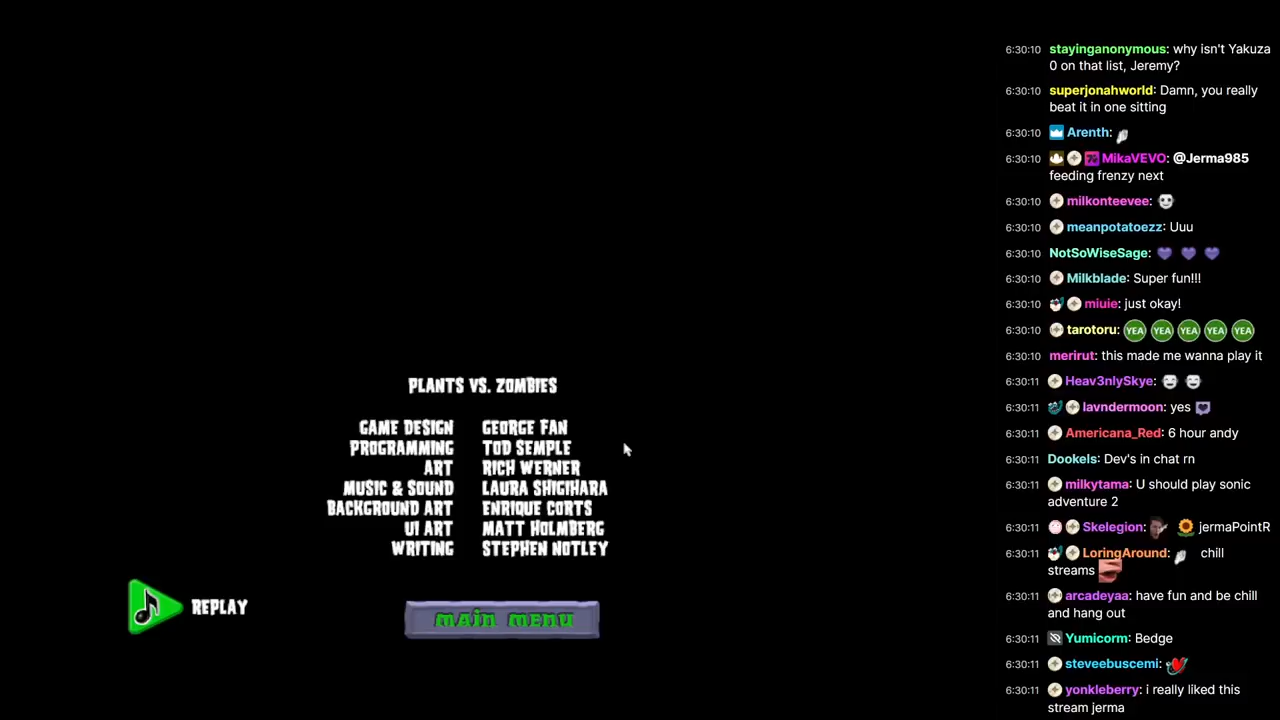 PLANTS VS. ZOMBIES
GAME DESIGN GEORGE FAN
PROGRAMMING TOD SEMPLE
ART RICH WERNER
MUSIC & SOUND LAURA SHIGIHARA
BACKGROUND ART ENRIQUE CORTS
UI ART MATT HOLMBERG
WRITING STEPHEN NOTLEY
REPLAY
MAIN MENU
6:30:10 stayinganonymous: why isn't Yakuza
0 on that list, Jeremy?
6:30:10 superjonahworld: Damn, you really
beat it in one sitting
6:30:10 Arenth:
6:30:10 MikaVEVO: @Jerma985
feeding frenzy next
6:30:10 milkonteevee:
6:30:10 meanpotatoezz: Uuu
6:30:10 NotSoWiseSage:
6:30:10 Milkblade: Super fun!!!
6:30:10 miuie: just okay!
6:30:10 tarotoru: YEA YEA YEA YEA YEA
6:30:10 merirut: this made me wanna play it
6:30:11 Heav3nlySkye:
6:30:11 lavndermoon: yes
6:30:11 Americana_Red: 6 hour andy
6:30:11 Dookels: Dev's in chat rn
6:30:11 milkytama: U should play sonic
adventure 2
6:30:11 Skelegion: jermaPointR
6:30:11 LoringAround: chill
streams
6:30:11 arcadeyaa: have fun and be chill
and hang out
6:30:11 Yumicorm: Bedge
6:30:11 steveebuscemi:
6:30:11 yonkleberry: i really liked this
stream jerma